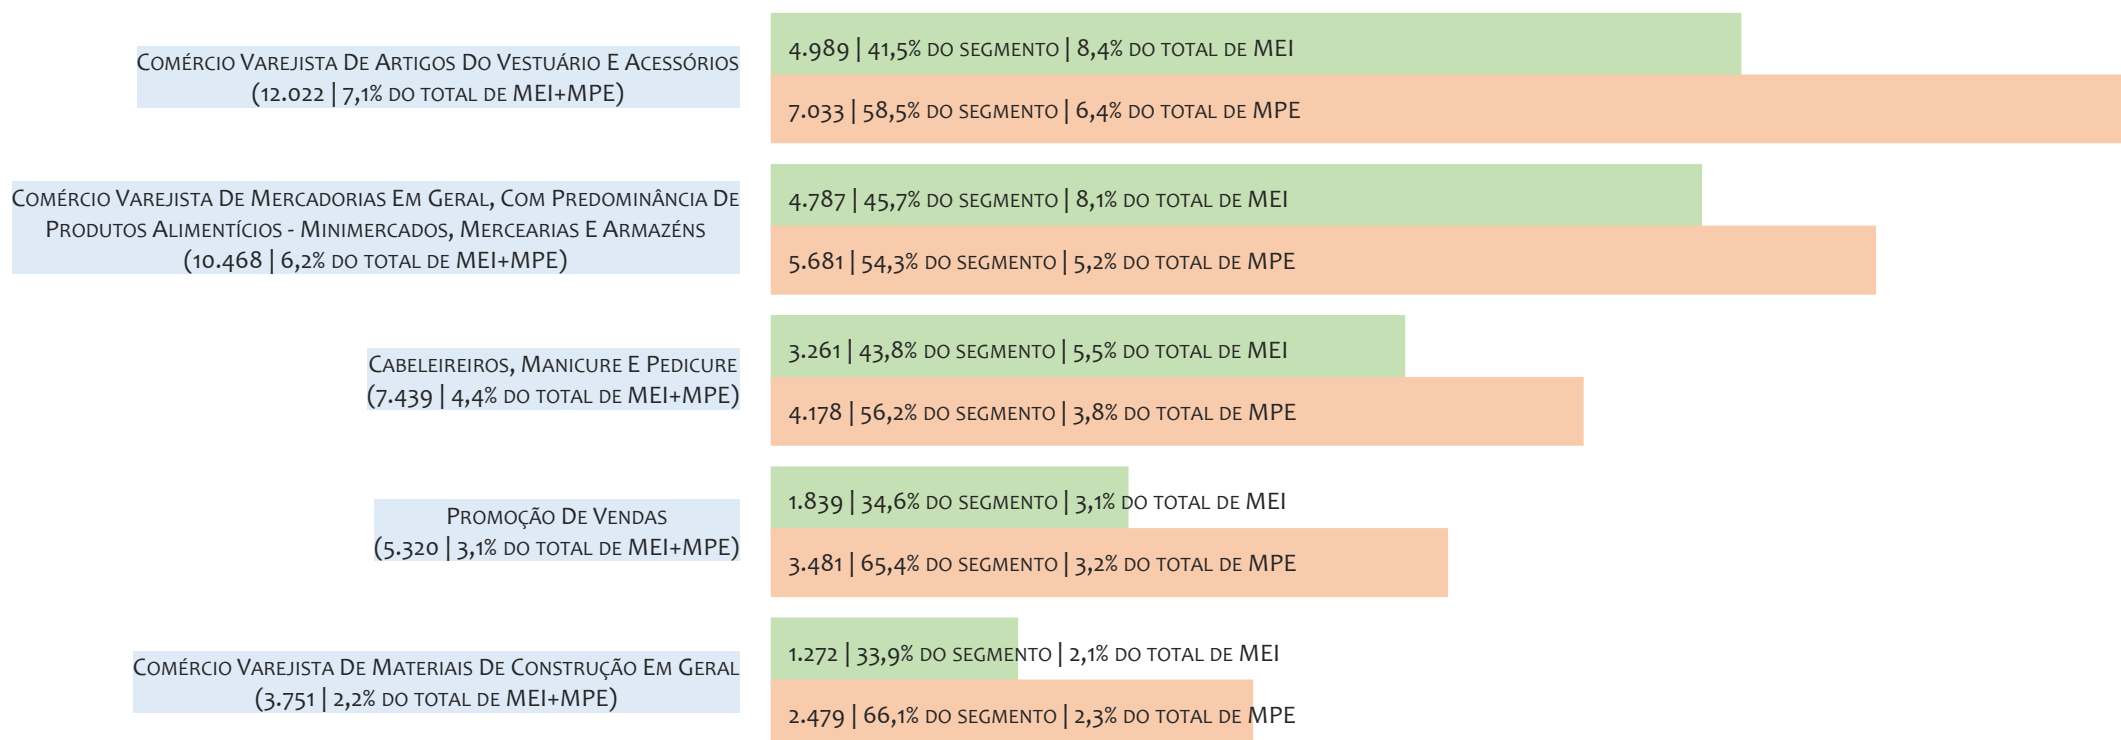 Comércio Varejista De Artigos Do Vestuário E Acessórios
(12.022 | 7,1% do total de MEI+MPE)
4.989 | 41,5% do segmento | 8,4% do total de MEI
7.033 | 58,5% do segmento | 6,4% do total de MPE
Comércio Varejista De Mercadorias Em Geral, Com Predominância De
Produtos Alimentícios - Minimercados, Mercearias E Armazéns
(10.468 | 6,2% do total de MEI+MPE)
4.787 | 45,7% do segmento | 8,1% do total de MEI
5.681 | 54,3% do segmento | 5,2% do total de MPE
Cabeleireiros, Manicure E Pedicure
(7.439 | 4,4% do total de MEI+MPE)
3.261 | 43,8% do segmento | 5,5% do total de MEI
4.178 | 56,2% do segmento | 3,8% do total de MPE
Promoção De Vendas
(5.320 | 3,1% do total de MEI+MPE)
1.839 | 34,6% do segmento | 3,1% do total de MEI
3.481 | 65,4% do segmento | 3,2% do total de MPE
Comércio Varejista De Materiais De Construção Em Geral
(3.751 | 2,2% do total de MEI+MPE)
1.272 | 33,9% do segmento | 2,1% do total de MEI
2.479 | 66,1% do segmento | 2,3% do total de MPE